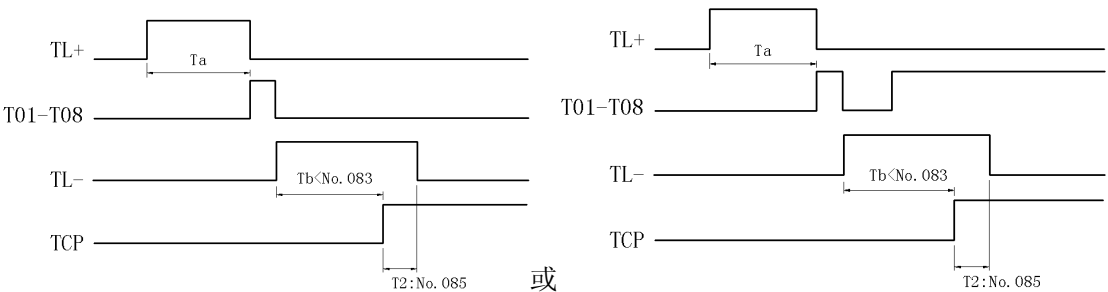 TL+
Ta
T01-T08
TL-
Tb<No.083
TCP
T2:No.085
或
TL+
Ta
T01-T08
TL-
Tb<No.083
TCP
T2:No.085